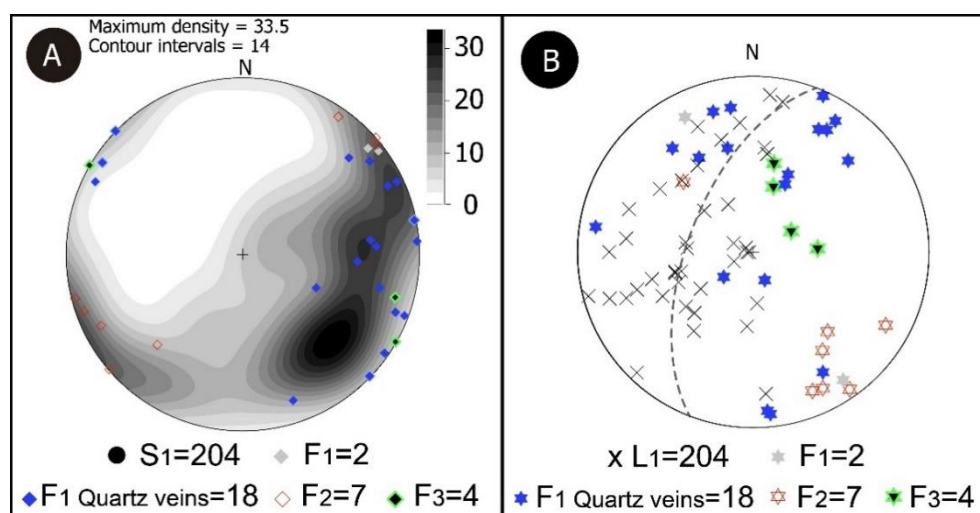 A
Maximum density = 33.5
Contour intervals = 14
N
30
20
10
0
S1=204
F1=2
F1 Quartz veins=18
F2=7
F3=4
B
N
x L1=204
F1=2
F1 Quartz veins=18
F2=7
F3=4